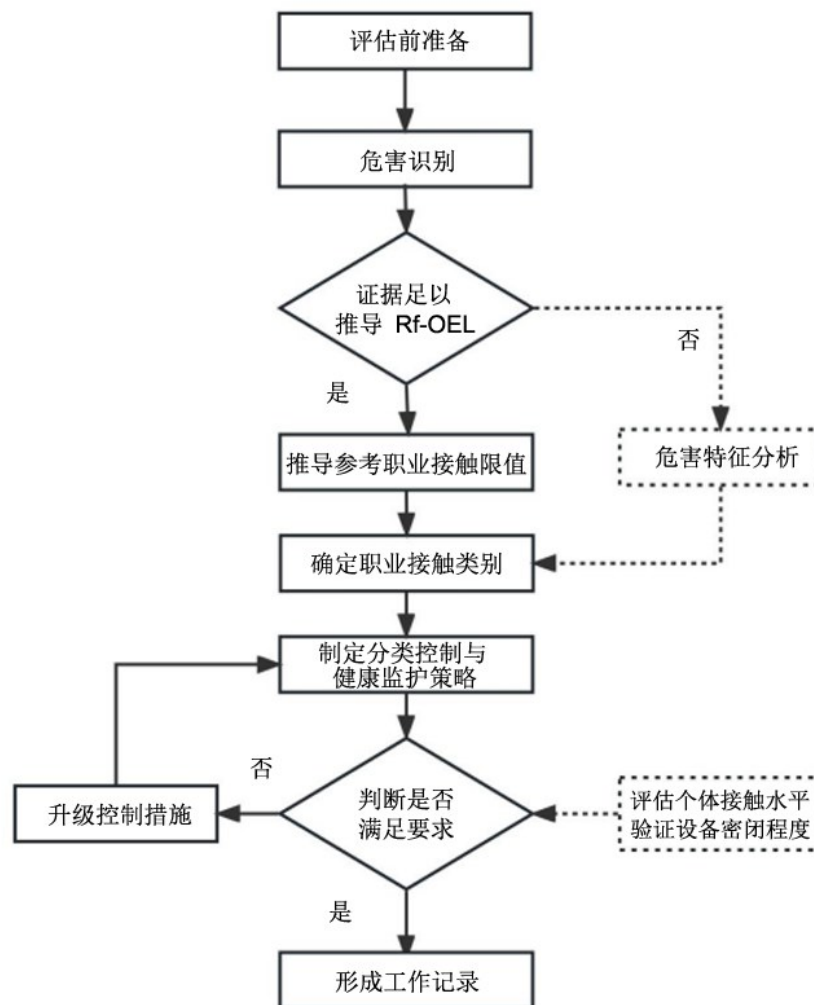 评估前准备
危害识别
证据足以
推导 Rf-OEL
否
是
推导参考职业接触限值
危害特征分析
确定职业接触类别
制定分类控制与
健康监护策略
否
升级控制措施
判断是否
满足要求
评估个体接触水平
验证设备密闭程度
是
形成工作记录